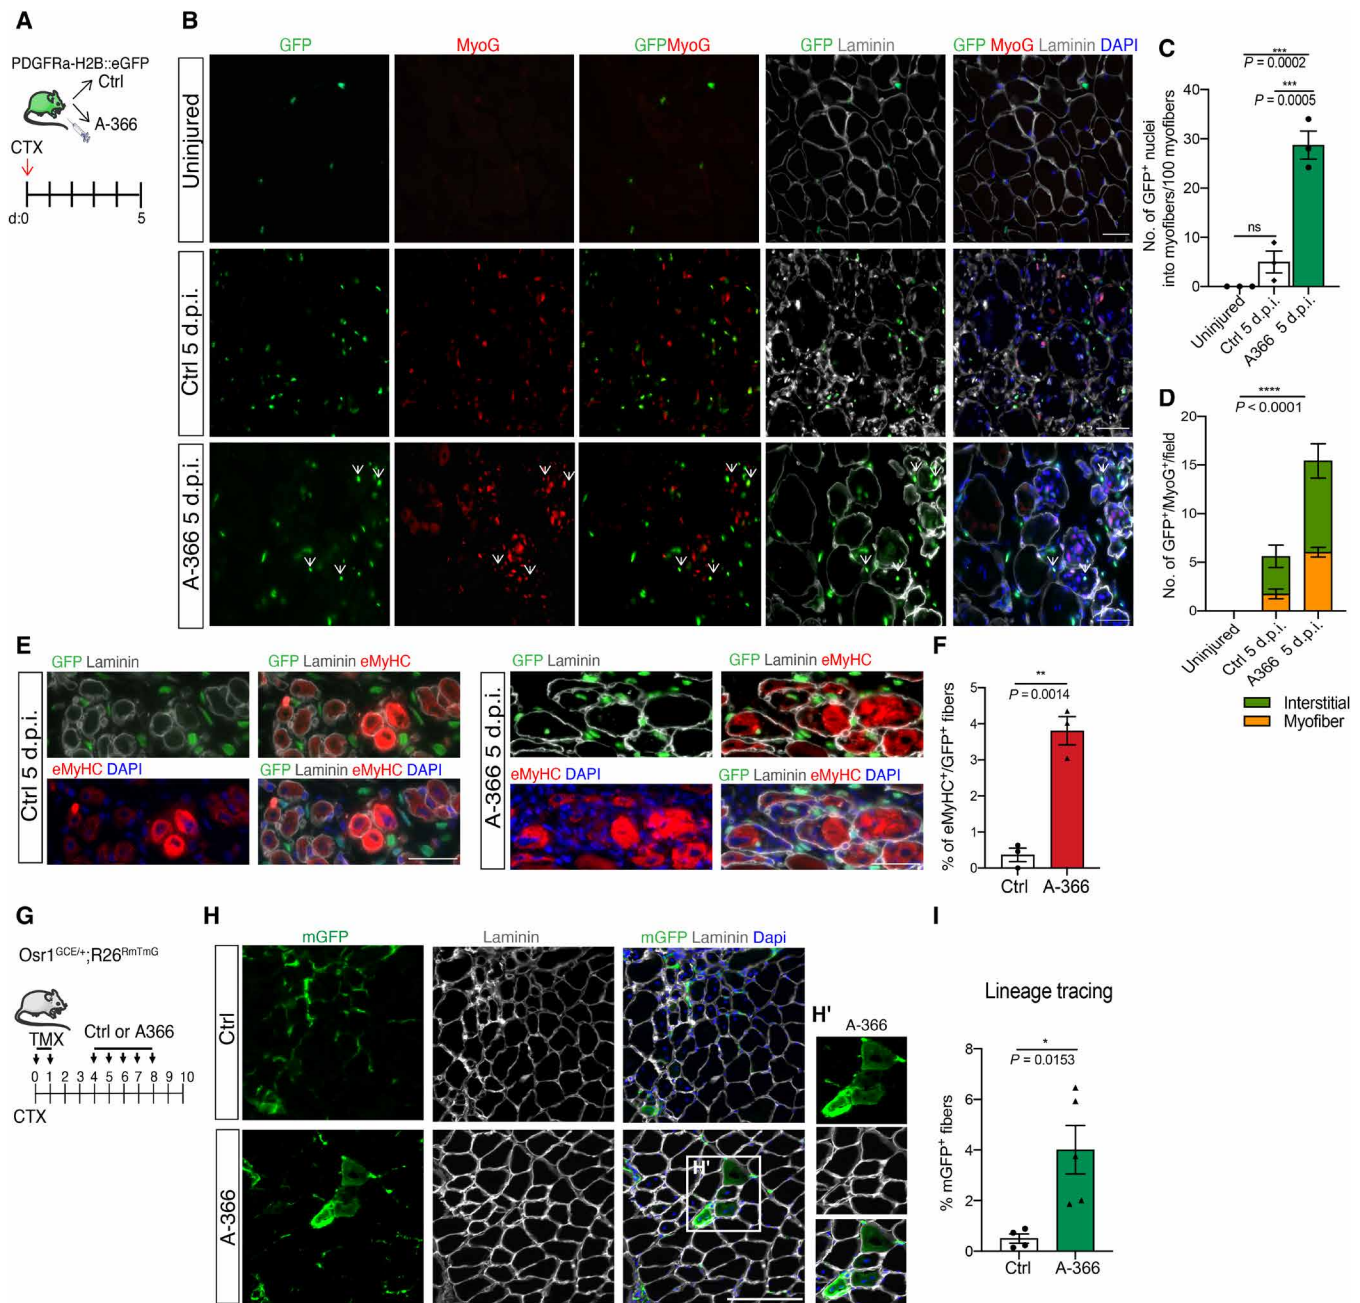 A
PDGFRa-H2B::eGFP
Ctrl
A-366
CTX
d:0
5
B
GFP
MyoG
GFPMyoG
GFP Laminin
GFP MyoG Laminin DAPI
Uninjured
Ctrl 5 d.p.i.
A-366 5 d.p.i.
C
***
P = 0.0002
***
P = 0.0005
ns
No. of GFP+ nuclei
into myofibers/100 myofibers
40
30
20
10
0
Uninjured
Ctrl 5 d.p.i.
A366 5 d.p.i.
D
****
P < 0.0001
No. of GFP+/MyoG+/field
20
15
10
5
0
Uninjured
Ctrl 5 d.p.i.
A366 5 d.p.i.
Interstitial
Myofiber
E
Ctrl 5 d.p.i.
GFP Laminin
GFP Laminin eMyHC
eMyHC DAPI
GFP Laminin eMyHC DAPI
A-366 5 d.p.i.
GFP Laminin
GFP Laminin eMyHC
eMyHC DAPI
GFP Laminin eMyHC DAPI
F
**
P = 0.0014
% of eMyHC+/GFP+ fibers
5
4
3
2
1
0
Ctrl
A-366
G
Osr1GCE/+;R26RmTmG
TMX
Ctrl or A366
0 1 2 3 4 5 6 7 8 9 10
CTX
H
mGFP
Laminin
mGFP Laminin Dapi
Ctrl
A-366
H'
H'
A-366
I
Lineage tracing
*
P = 0.0153
% mGFP+ fibers
8
6
4
2
0
Ctrl
A-366